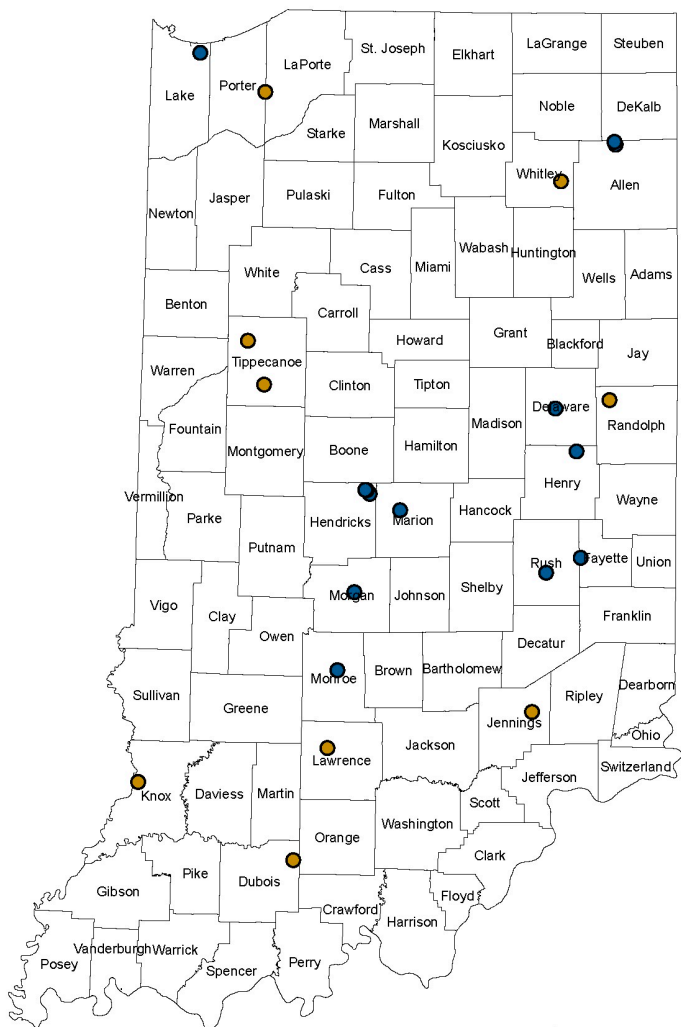 St. Joseph
Elkhart
LaGrange
Steuben
LaPorte
Porter
Lake
Noble
DeKalb
Marshall
Starke
Kosciusko
Whitley
Allen
Jasper
Pulaski
Fulton
Newton
Wabash
Huntington
White
Cass
Miami
Wells
Adams
Benton
Carroll
Howard
Grant
Blackford
Jay
Tippecanoe
Warren
Clinton
Tipton
Delaware
Madison
Randolph
Fountain
Montgomery
Boone
Hamilton
Henry
Vermillion
Wayne
Parke
Hendricks
Marion
Hancock
Putnam
Rush
Fayette
Union
Shelby
Morgan
Johnson
Vigo
Clay
Franklin
Owen
Decatur
Monroe
Brown
Bartholomew
Dearborn
Sullivan
Ripley
Greene
Jennings
Ohio
Jackson
Lawrence
Switzerland
Jefferson
Knox
Daviess
Martin
Scott
Washington
Orange
Clark
Pike
Dubois
Gibson
Floyd
Crawford
Harrison
Vanderburgh
Warrick
Posey
Perry
Spencer